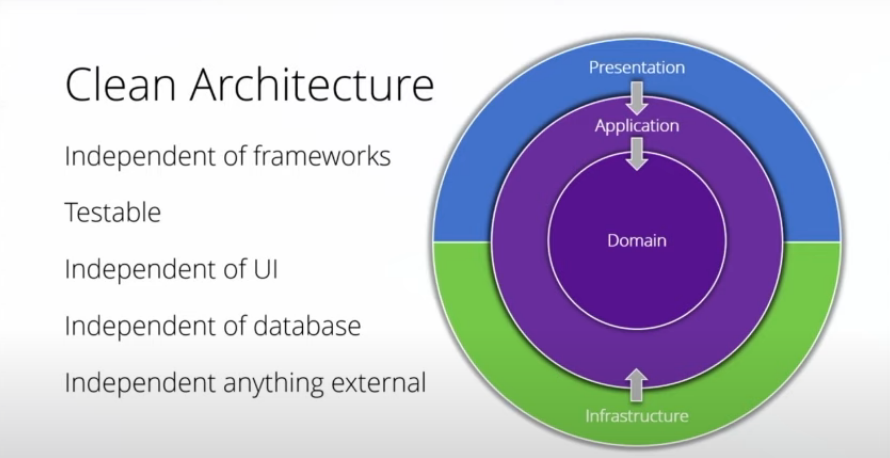 Clean Architecture
Independent of frameworks
Testable
Independent of UI
Independent of database
Independent anything external
Presentation
Application
Domain
Infrastructure